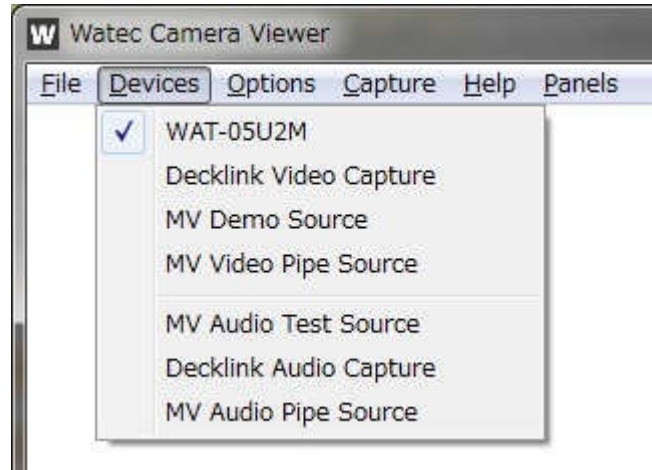 W Watec Camera Viewer
File Devices Options Capture Help Panels
WAT-05U2M
Decklink Video Capture
MV Demo Source
MV Video Pipe Source
MV Audio Test Source
Decklink Audio Capture
MV Audio Pipe Source